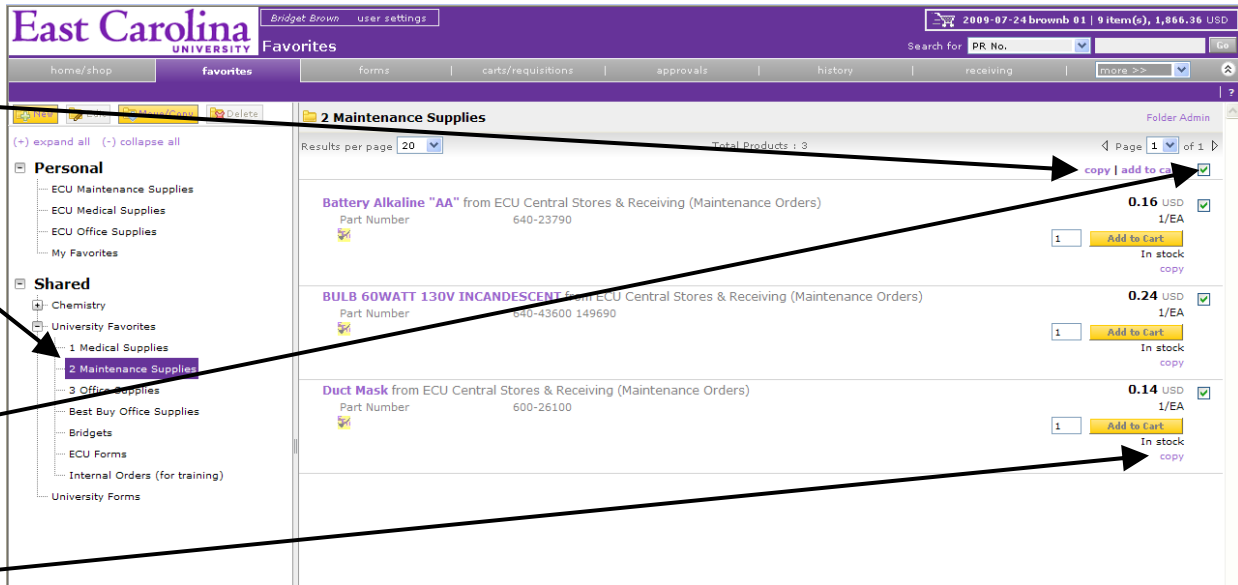 East Carolina
UNIVERSITY
Bridget Brown user settings
2009-07-24 brownb 01 | 9 item(s), 1,866.36 USD
Favorites
Search for PR No. Go
home/shop favorites forms | carts/requisitions | approvals | history | receiving | more >>
| ?
New Edit Move/Copy Delete
(+) expand all (-) collapse all
Personal
ECU Maintenance Supplies
ECU Medical Supplies
ECU Office Supplies
My Favorites
Shared
Chemistry
University Favorites
1 Medical Supplies
2 Maintenance Supplies
3 Office Supplies
Best Buy Office Supplies
Bridgets
ECU Forms
Internal Orders (for training)
University Forms
2 Maintenance Supplies Folder Admin
Results per page 20 Total Products : 3 Page 1 of 1
copy | add to cart
Battery Alkaline "AA" from ECU Central Stores & Receiving (Maintenance Orders) 0.16 USD
Part Number 640-23790 1/EA
1 Add to Cart
In stock
copy
BULB 60WATT 130V INCANDESCENT from ECU Central Stores & Receiving (Maintenance Orders) 0.24 USD
Part Number 640-43600 149690 1/EA
1 Add to Cart
In stock
copy
Duct Mask from ECU Central Stores & Receiving (Maintenance Orders) 0.14 USD
Part Number 600-26100 1/EA
1 Add to Cart
In stock
copy